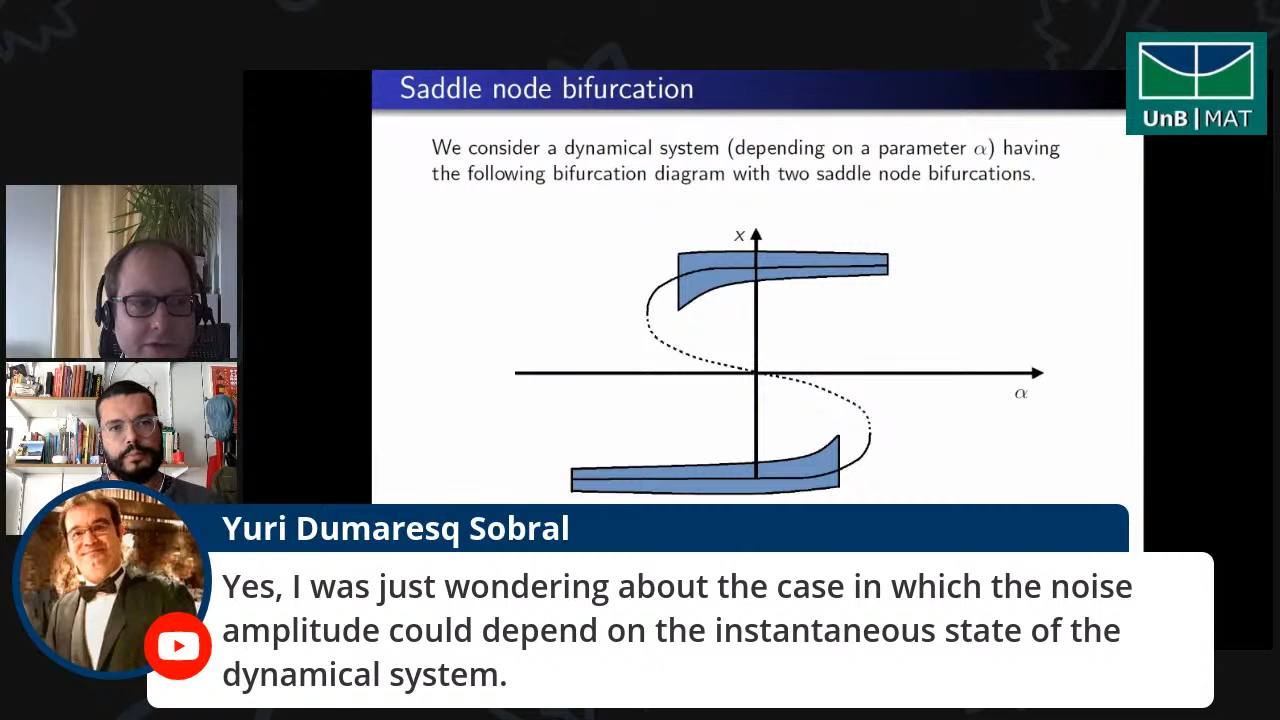 Saddle node bifurcation
UnB | MAT
We consider a dynamical system (depending on a parameter α) having
the following bifurcation diagram with two saddle node bifurcations.
x
α
Yuri Dumaresq Sobral
Yes, I was just wondering about the case in which the noise
amplitude could depend on the instantaneous state of the
dynamical system.